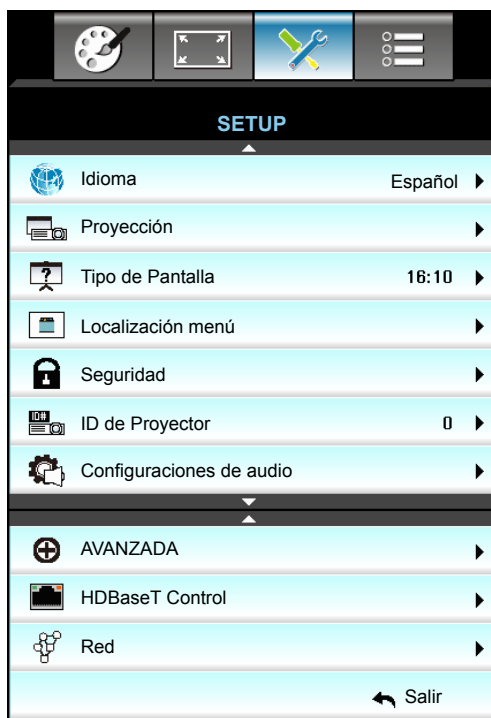 SETUP
Idioma Español
Proyección
?
Tipo de Pantalla 16:10
Localización menú
Seguridad
ID#
ID de Proyector 0
Configuraciones de audio
AVANZADA
HDBaseT Control
Red
Salir